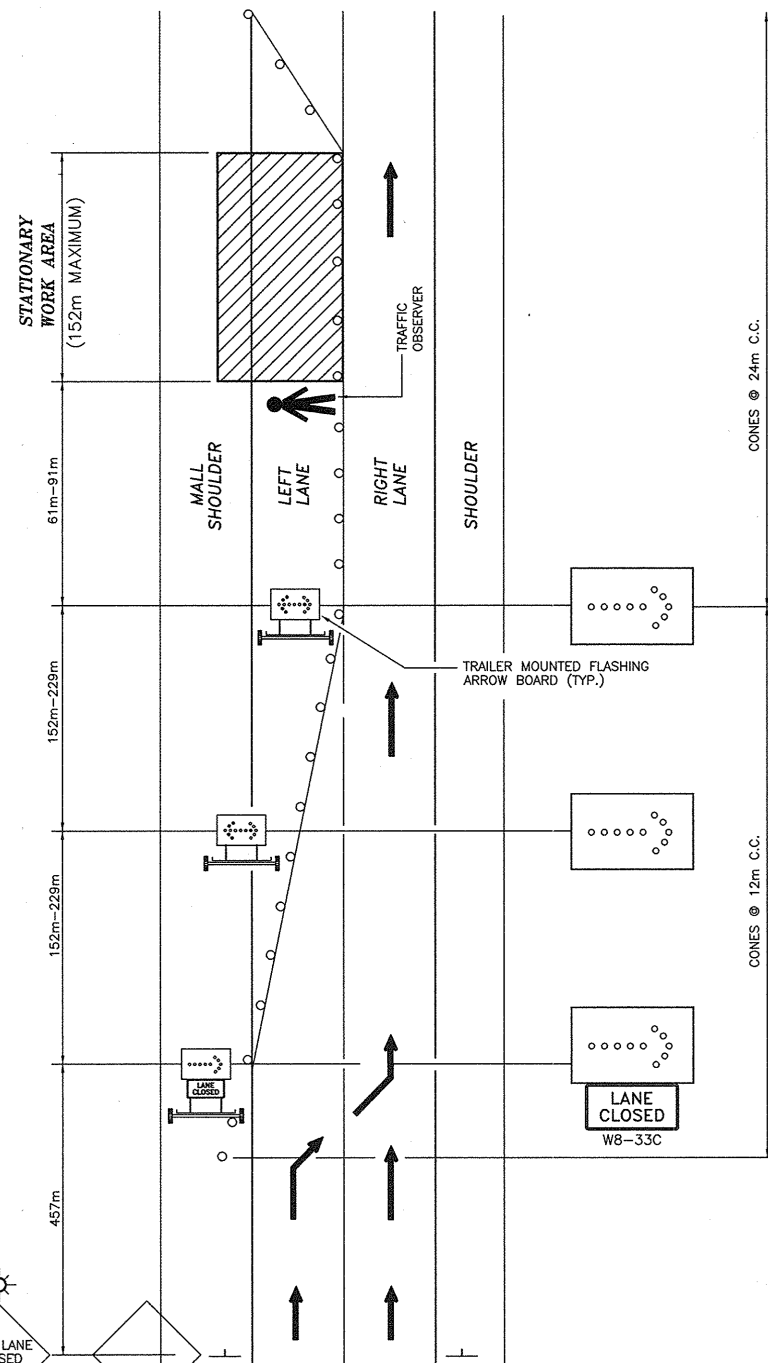 STATIONARY
WORK AREA
(152m MAXIMUM)
TRAFFIC
OBSERVER
CONES @ 24m C.C.
61m-91m
MALL
SHOULDER
LEFT
LANE
RIGHT
LANE
SHOULDER
TRAILER MOUNTED FLASHING
ARROW BOARD (TYP.)
152m-229m
152m-229m
CONES @ 12m C.C.
LANE
CLOSED
LANE
CLOSED
W8-33C
457m
LANE
SED